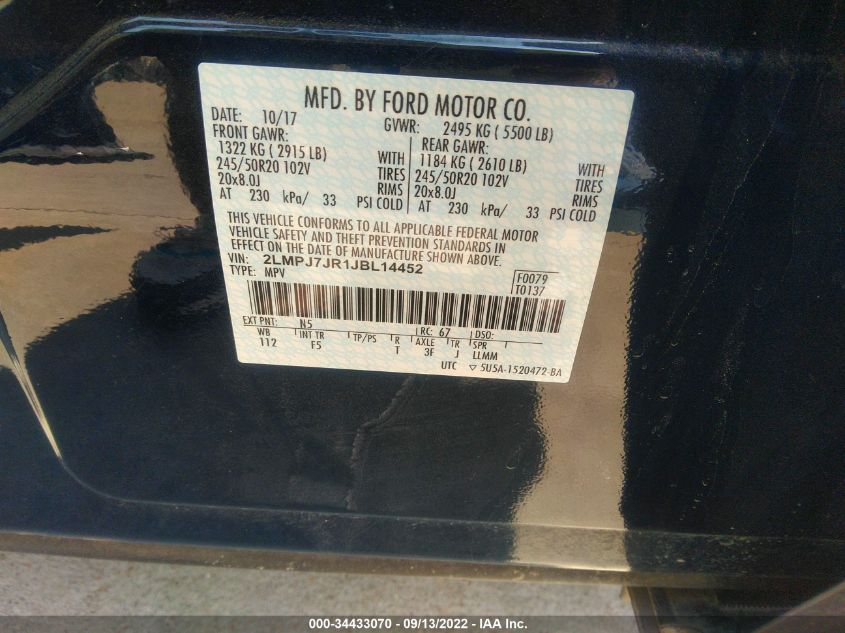 MFD. BY FORD MOTOR CO.
DATE: 10/17 GVWR: 2495 KG ( 5500 LB)
FRONT GAWR: REAR GAWR:
1322 KG ( 2915 LB) WITH 1184 KG ( 2610 LB) WITH
245/50R20 102V TIRES 245/50R20 102V TIRES
20x8.0J RIMS 20x8.0J RIMS
AT 230 kPa/ 33 PSI COLD AT 230 kPa/ 33 PSI COLD
THIS VEHICLE CONFORMS TO ALL APPLICABLE FEDERAL MOTOR
VEHICLE SAFETY AND THEFT PREVENTION STANDARDS IN
EFFECT ON THE DATE OF MANUFACTURE SHOWN ABOVE.
VIN: 2LMPJ7JR1JBL14452
TYPE: MPV F0079
T0137
EXT PNT: N5 RC: 67 DSO:
WB INT TR TP/PS R AXLE TR SPR
112 F5 T 3F J LLMM
UTC ▽ 5U5A-1520472-BA
000-34433070 - 09/13/2022 - IAA Inc.